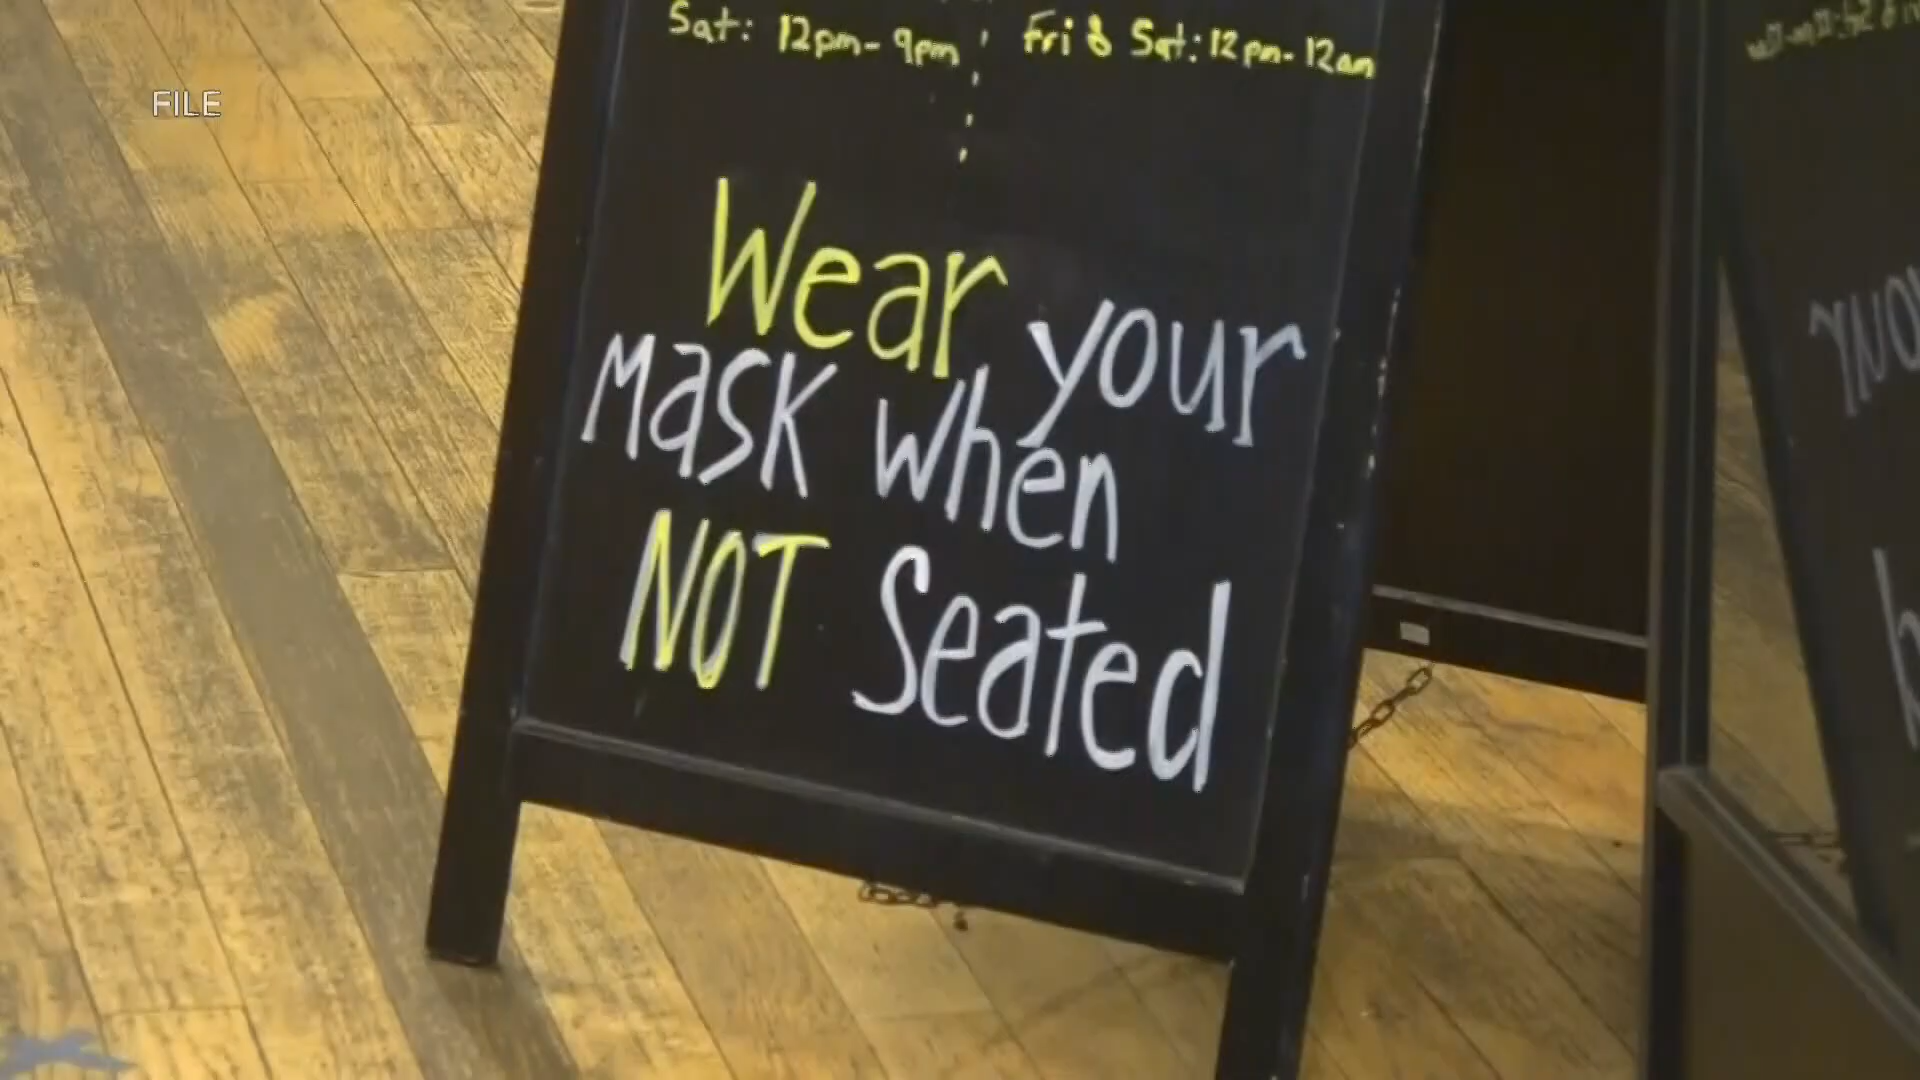 Sat: 12pm-9pm
Fri & Sat: 12pm-12am
FILE
Wear your
Mask when
NOT Seated